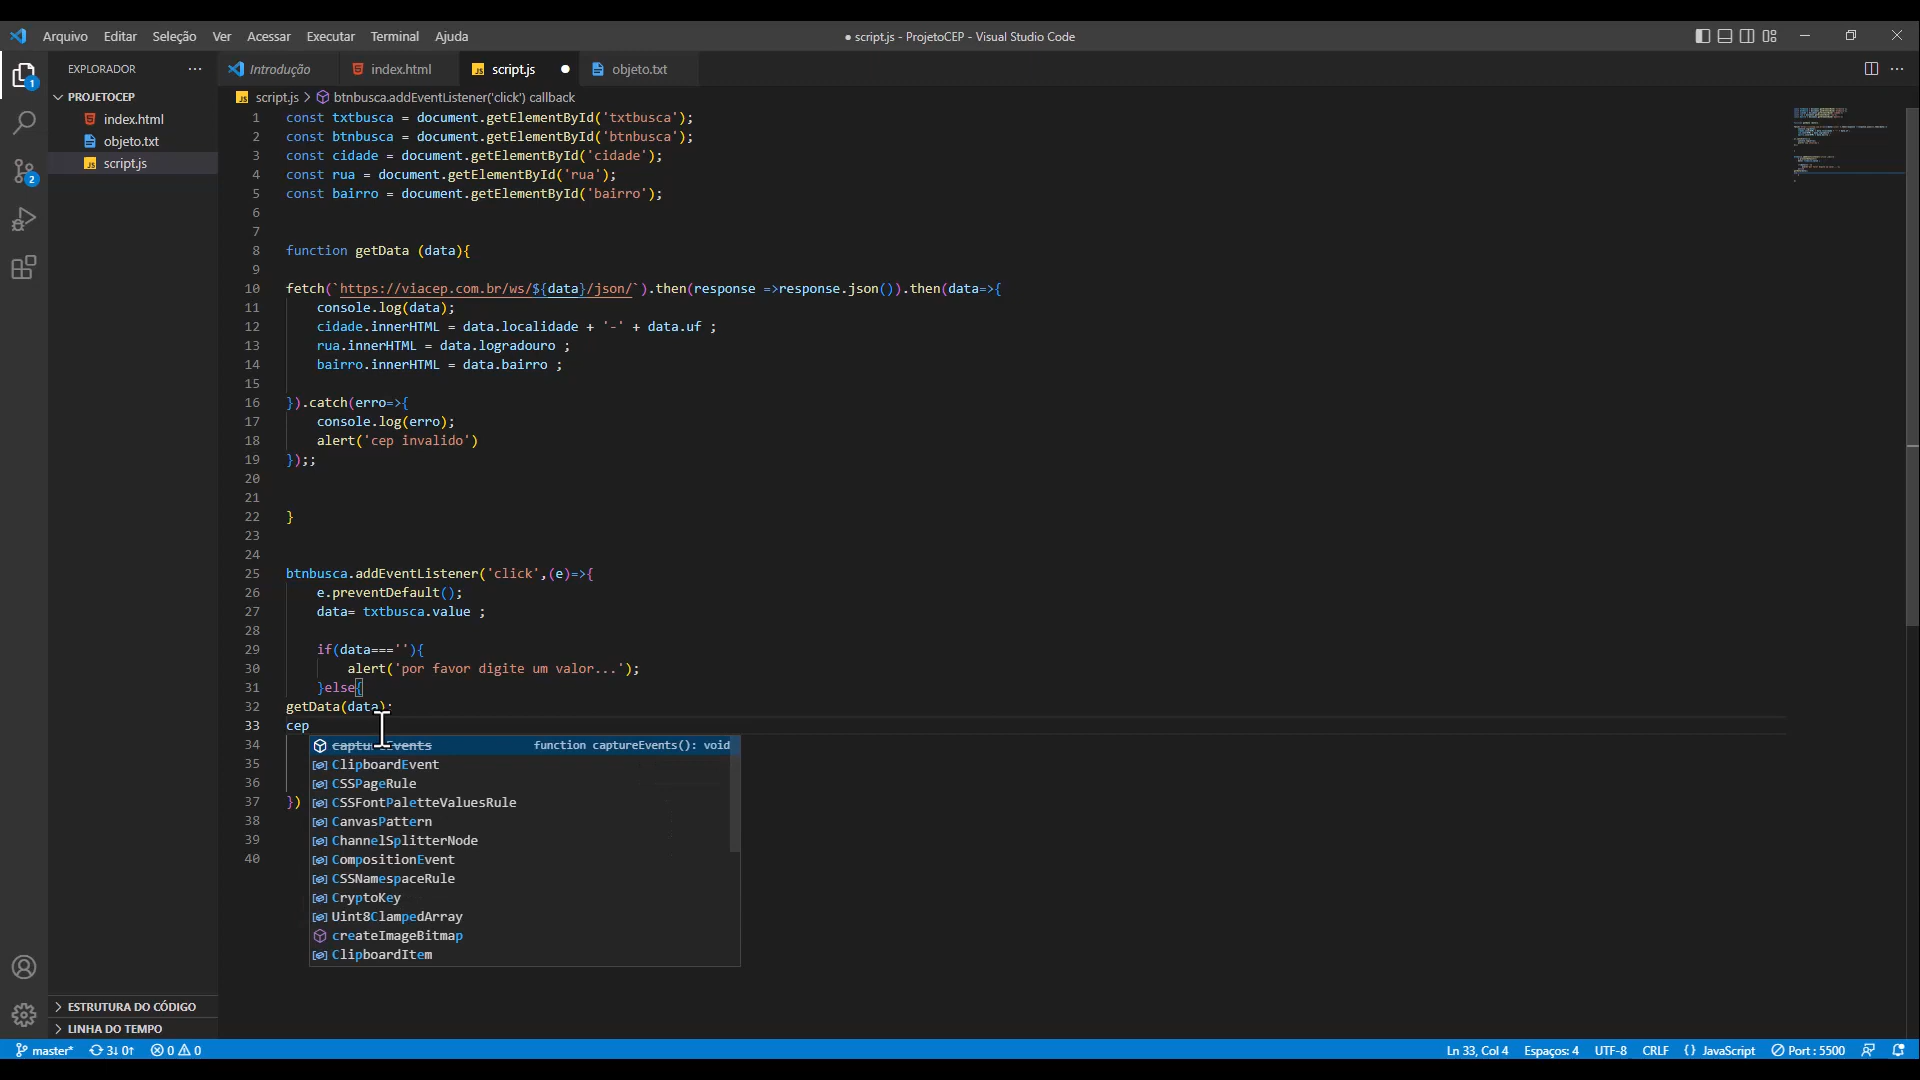 Arquivo Editar Seleção Ver Acessar Executar Terminal Ajuda
● script.js - ProjetoCEP - Visual Studio Code
EXPLORADOR
Introdução index.html script.js objeto.txt
PROJETOCEP
index.html
objeto.txt
script.js
1
2
script.js > btnbusca.addEventListener('click') callback
1 const txtbusca = document.getElementById('txtbusca');
2 const btnbusca = document.getElementById('btnbusca');
3 const cidade = document.getElementById('cidade');
4 const rua = document.getElementById('rua');
5 const bairro = document.getElementById('bairro');
6
7
8 function getData (data){
9
10 fetch(`https://viacep.com.br/ws/${data}/json/`).then(response =>response.json()).then(data=>{
11 console.log(data);
12 cidade.innerHTML = data.localidade + '-' + data.uf ;
13 rua.innerHTML = data.logradouro ;
14 bairro.innerHTML = data.bairro ;
15
16 }).catch(erro=>{
17 console.log(erro);
18 alert('cep invalido')
19 });;
20
21
22 }
23
24
25 btnbusca.addEventListener('click',(e)=>{
26 e.preventDefault();
27 data= txtbusca.value ;
28
29 if(data===''){
30 alert('por favor digite um valor...');
31 }else{
32 getData(data);
33 cep
34
35
36
37 })
38
39
40
captureEvents function captureEvents(): void
ClipboardEvent
CSSPageRule
CSSFontPaletteValuesRule
CanvasPattern
ChannelSplitterNode
CompositionEvent
CSSNamespaceRule
CryptoKey
Uint8ClampedArray
createImageBitmap
ClipboardItem
ESTRUTURA DO CÓDIGO
LINHA DO TEMPO
master* 3↓ 0↑ 0 0 Ln 33, Col 4 Espaços: 4 UTF-8 CRLF {} JavaScript Port : 5500